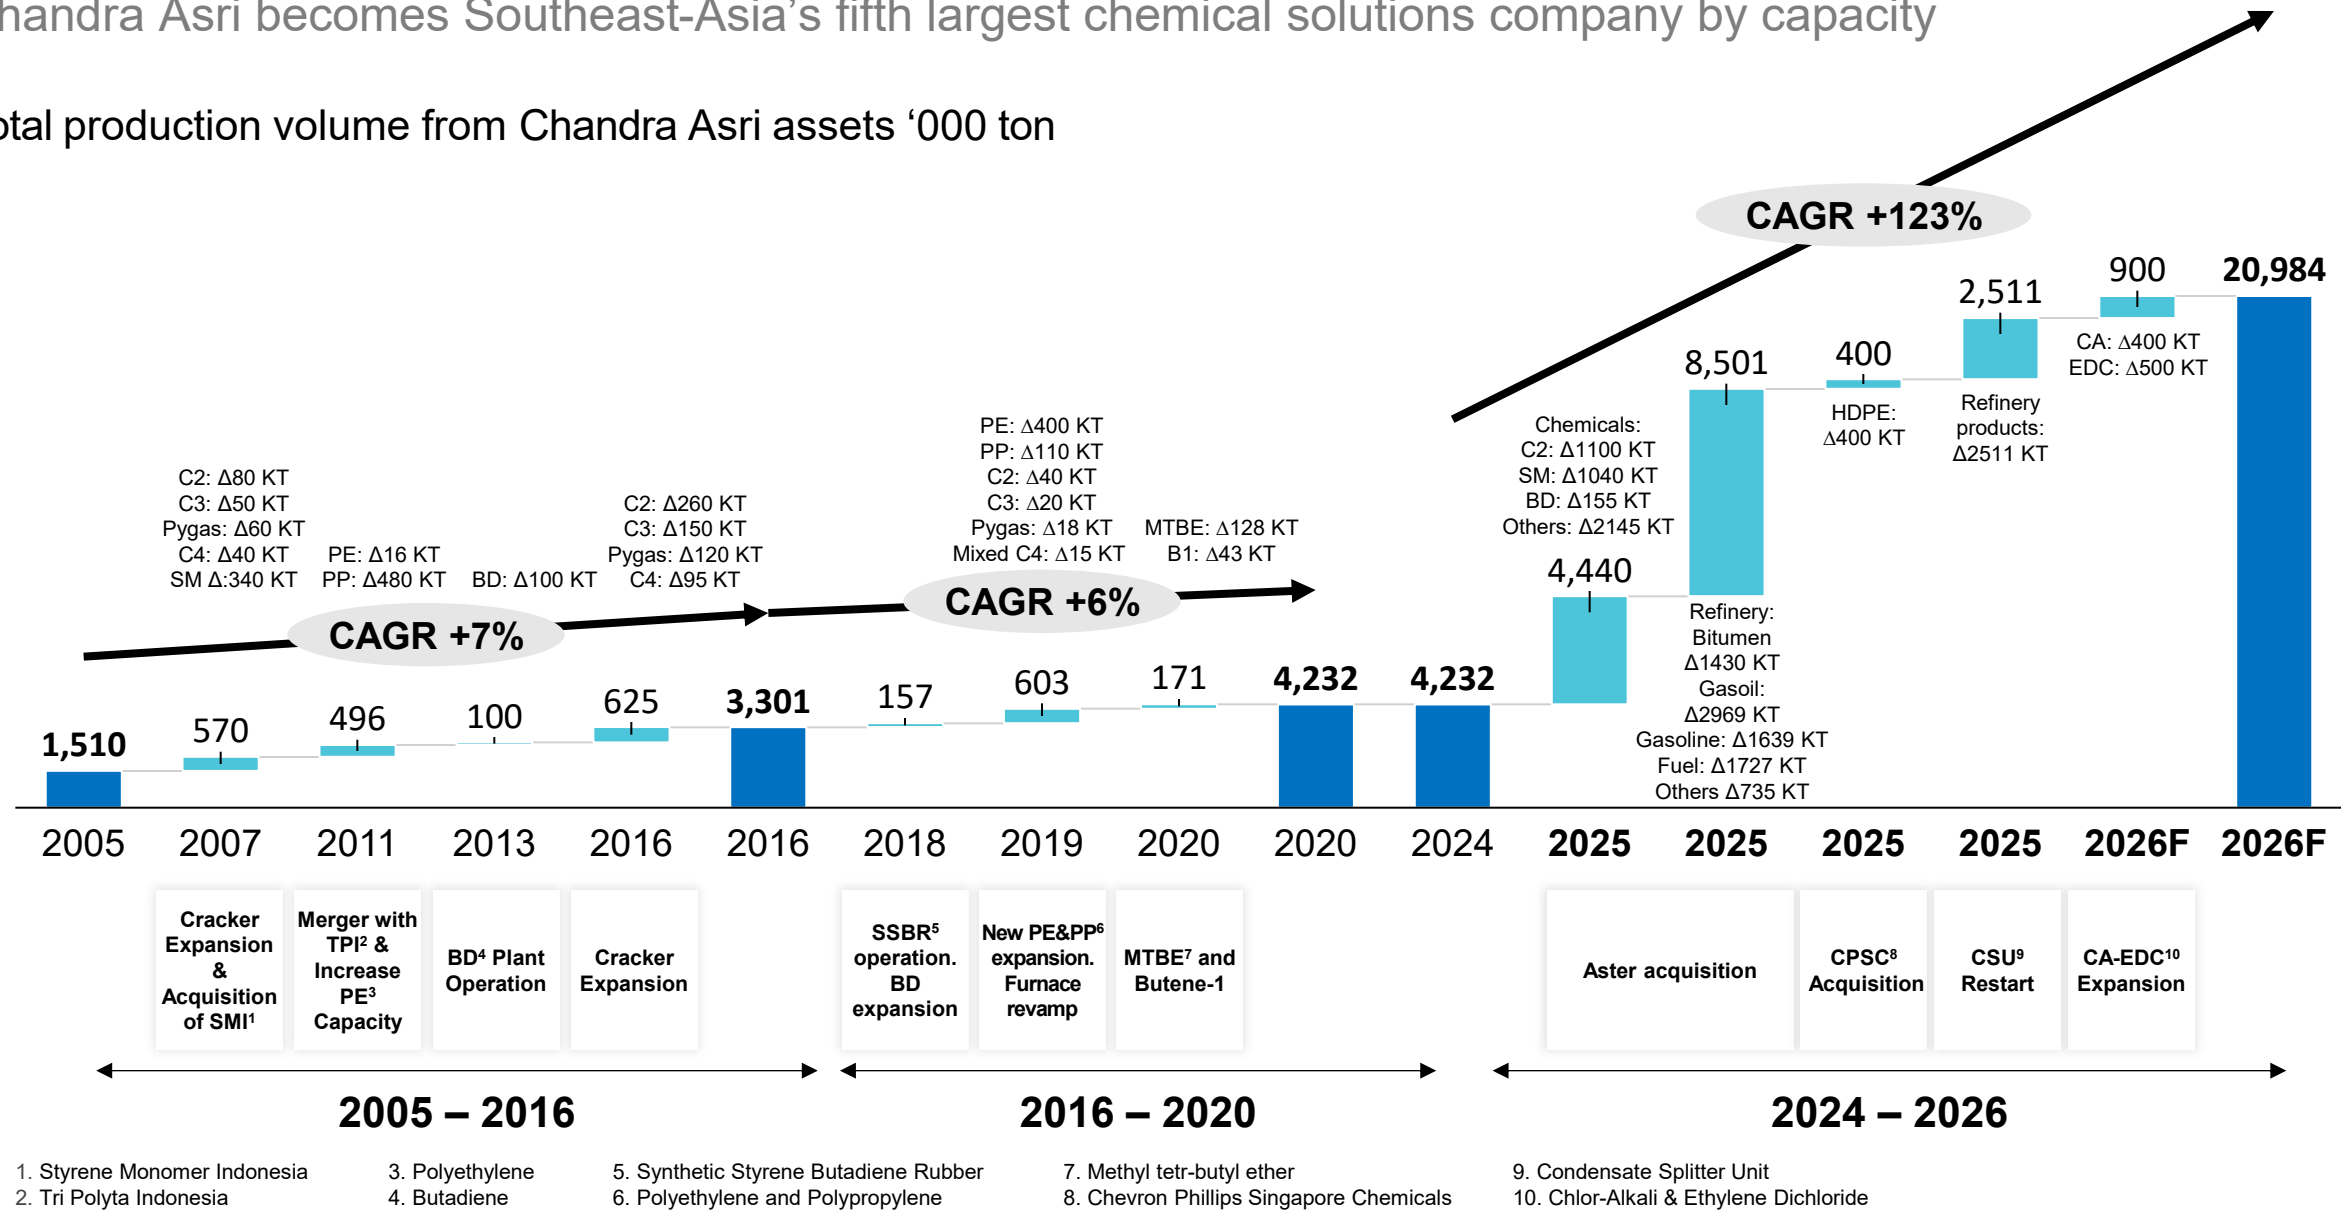 handra Asri becomes Southeast-Asia's fifth largest chemical solutions company by capacity
otal production volume from Chandra Asri assets ‘000 ton
CAGR +7%
CAGR +6%
CAGR +123%
C2: Δ80 KT
C3: Δ50 KT
Pygas: Δ60 KT
C4: Δ40 KT
SM Δ:340 KT
PE: Δ16 KT
PP: Δ480 KT
BD: Δ100 KT
C2: Δ260 KT
C3: Δ150 KT
Pygas: Δ120 KT
C4: Δ95 KT
PE: Δ400 KT
PP: Δ110 KT
C2: Δ40 KT
C3: Δ20 KT
Pygas: Δ18 KT
Mixed C4: Δ15 KT
MTBE: Δ128 KT
B1: Δ43 KT
Chemicals:
C2: Δ1100 KT
SM: Δ1040 KT
BD: Δ155 KT
Others: Δ2145 KT
Refinery:
Bitumen
Δ1430 KT
Gasoil:
Δ2969 KT
Gasoline: Δ1639 KT
Fuel: Δ1727 KT
Others Δ735 KT
HDPE:
Δ400 KT
Refinery
products:
Δ2511 KT
CA: Δ400 KT
EDC: Δ500 KT
1,510
570
496
100
625
3,301
157
603
171
4,232
4,232
4,440
8,501
400
2,511
900
20,984
2005
2007
2011
2013
2016
2016
2018
2019
2020
2020
2024
2025
2025
2025
2025
2026F
2026F
Cracker
Expansion
&
Acquisition
of SMI¹
Merger with
TPI² &
Increase
PE³
Capacity
BD⁴ Plant
Operation
Cracker
Expansion
SSBR⁵
operation.
BD
expansion
New PE&PP⁶
expansion.
Furnace
revamp
MTBE⁷ and
Butene-1
Aster acquisition
CPSC⁸
Acquisition
CSU⁹
Restart
CA-EDC¹⁰
Expansion
2005 – 2016
2016 – 2020
2024 – 2026
1. Styrene Monomer Indonesia
2. Tri Polyta Indonesia
3. Polyethylene
4. Butadiene
5. Synthetic Styrene Butadiene Rubber
6. Polyethylene and Polypropylene
7. Methyl tetr-butyl ether
8. Chevron Phillips Singapore Chemicals
9. Condensate Splitter Unit
10. Chlor-Alkali & Ethylene Dichloride